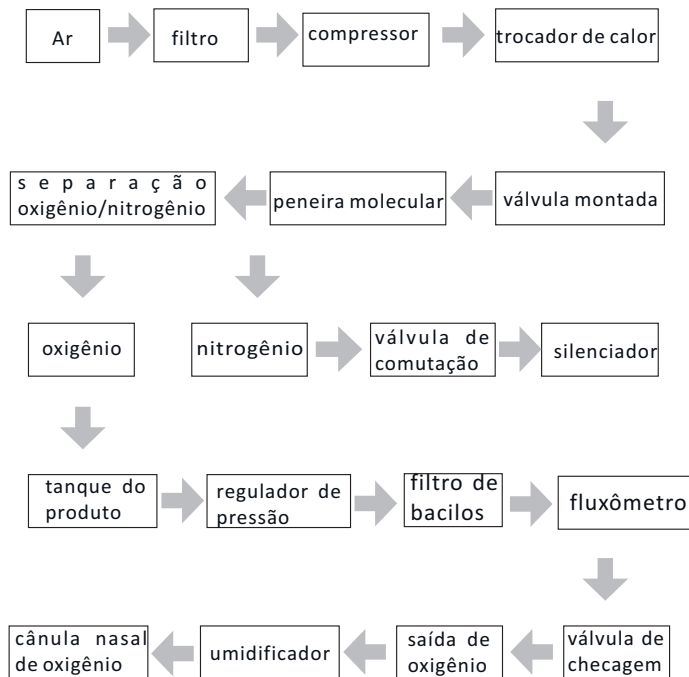 Ar
filtro
compressor
trocador de calor
separação
oxigênio/nitrogênio
peneira molecular
válvula montada
oxigênio
nitrogênio
válvula de
comutação
silenciador
tanque do
produto
regulador de
pressão
filtro de
bacilos
fluxômetro
cânula nasal
de oxigênio
umidificador
saída de
oxigênio
válvula de
checagem